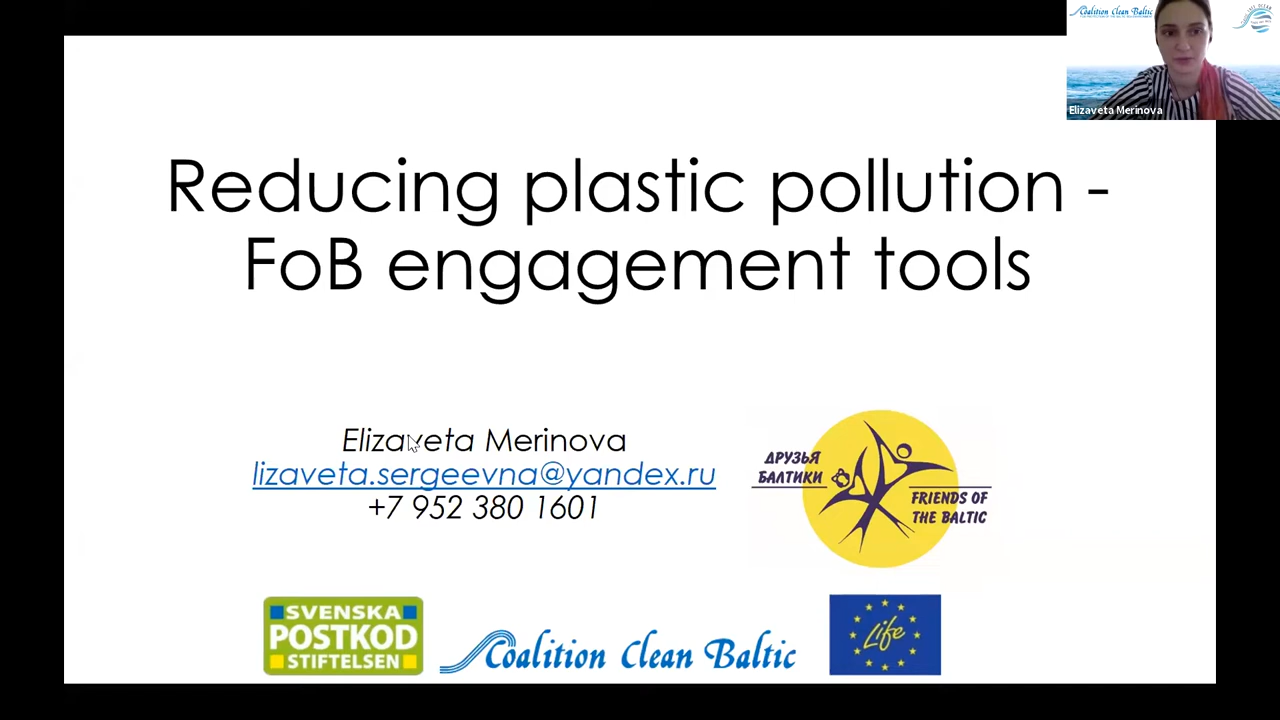 Coalition Clean Baltic
Elizaveta Merinova
Reducing plastic pollution -
FoB engagement tools
Elizaveta Merinova
lizaveta.sergeevna@yandex.ru
+7 952 380 1601
ДРУЗЬЯ
БАЛТИКИ
FRIENDS OF
THE BALTIC
SVENSKA
POSTKOD
STIFTELSEN
Coalition Clean Baltic
Life